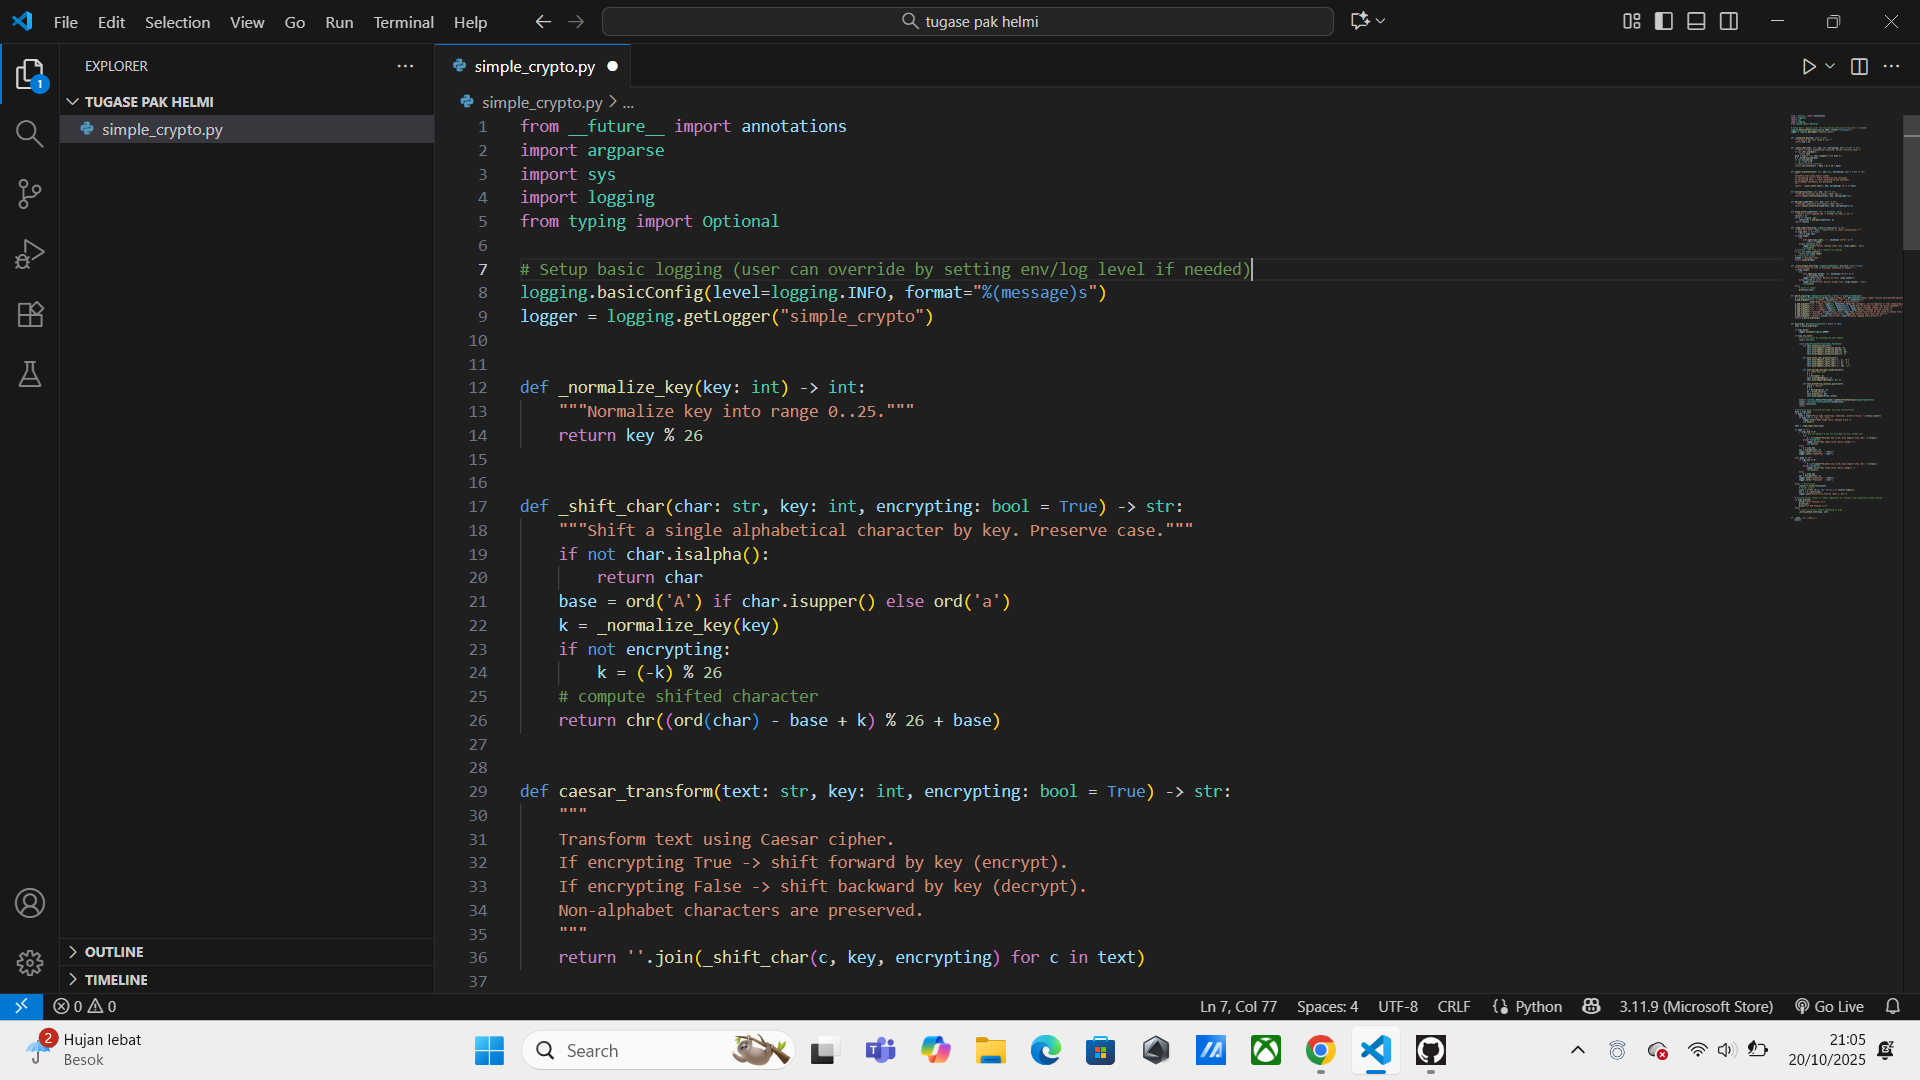 File Edit Selection View Go Run Terminal Help
tugase pak helmi
EXPLORER
TUGASE PAK HELMI
simple_crypto.py
OUTLINE
TIMELINE
1
simple_crypto.py
simple_crypto.py > ...
1 from __future__ import annotations
2 import argparse
3 import sys
4 import logging
5 from typing import Optional
6
7 # Setup basic logging (user can override by setting env/log level if needed)
8 logging.basicConfig(level=logging.INFO, format="%(message)s")
9 logger = logging.getLogger("simple_crypto")
10
11
12 def _normalize_key(key: int) -> int:
13     """Normalize key into range 0..25."""
14     return key % 26
15
16
17 def _shift_char(char: str, key: int, encrypting: bool = True) -> str:
18     """Shift a single alphabetical character by key. Preserve case."""
19     if not char.isalpha():
20         return char
21     base = ord('A') if char.isupper() else ord('a')
22     k = _normalize_key(key)
23     if not encrypting:
24         k = (-k) % 26
25     # compute shifted character
26     return chr((ord(char) - base + k) % 26 + base)
27
28
29 def caesar_transform(text: str, key: int, encrypting: bool = True) -> str:
30     """
31     Transform text using Caesar cipher.
32     If encrypting True -> shift forward by key (encrypt).
33     If encrypting False -> shift backward by key (decrypt).
34     Non-alphabet characters are preserved.
35     """
36     return ''.join(_shift_char(c, key, encrypting) for c in text)
37
0 0 Ln 7, Col 77 Spaces: 4 UTF-8 CRLF Python 3.11.9 (Microsoft Store) Go Live
2 Hujan lebat
Besok
Search
21:05
20/10/2025